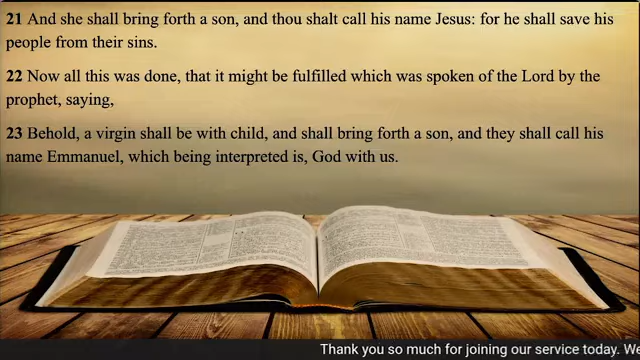 21 And she shall bring forth a son, and thou shalt call his name Jesus: for he shall save his
people from their sins.
22 Now all this was done, that it might be fulfilled which was spoken of the Lord by the
prophet, saying,
23 Behold, a virgin shall be with child, and shall bring forth a son, and they shall call his
name Emmanuel, which being interpreted is, God with us.
Thank you so much for joining our service today. We